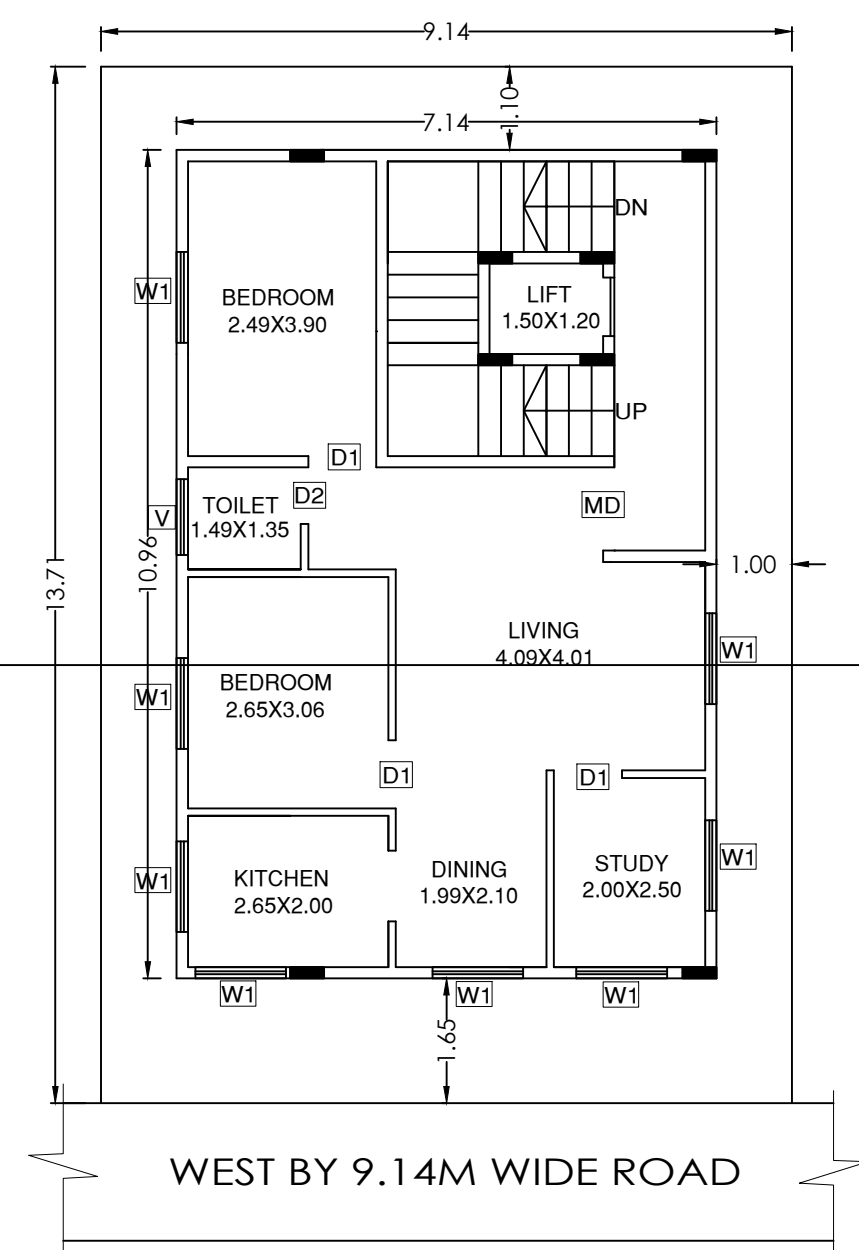 9.14
1.10
7.14
DN
W1
BEDROOM
2.49X3.90
LIFT
1.50X1.20
UP
D1
D2
V
TOILET
1.49X1.35
MD
13.71
10.96
1.00
LIVING
4.09X4.01
W1
W1
BEDROOM
2.65X3.06
D1
D1
W1
W1
KITCHEN
2.65X2.00
DINING
1.99X2.10
STUDY
2.00X2.50
W1
W1
W1
1.65
WEST BY 9.14M WIDE ROAD